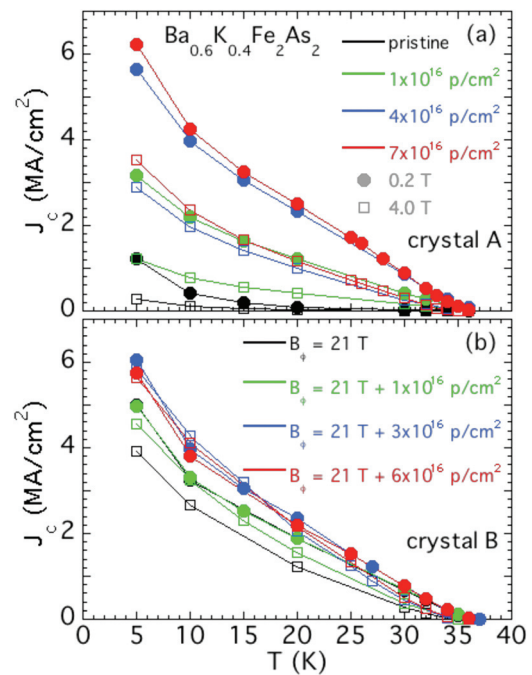 Ba0.6K0.4Fe2As2
(a)
pristine
1x10^16 p/cm^2
4x10^16 p/cm^2
7x10^16 p/cm^2
0.2 T
4.0 T
crystal A
Jc (MA/cm^2)
6
4
2
0
(b)
Bϕ = 21 T
Bϕ = 21 T + 1x10^16 p/cm^2
Bϕ = 21 T + 3x10^16 p/cm^2
Bϕ = 21 T + 6x10^16 p/cm^2
crystal B
Jc (MA/cm^2)
6
4
2
0
0 5 10 15 20 25 30 35 40
T (K)